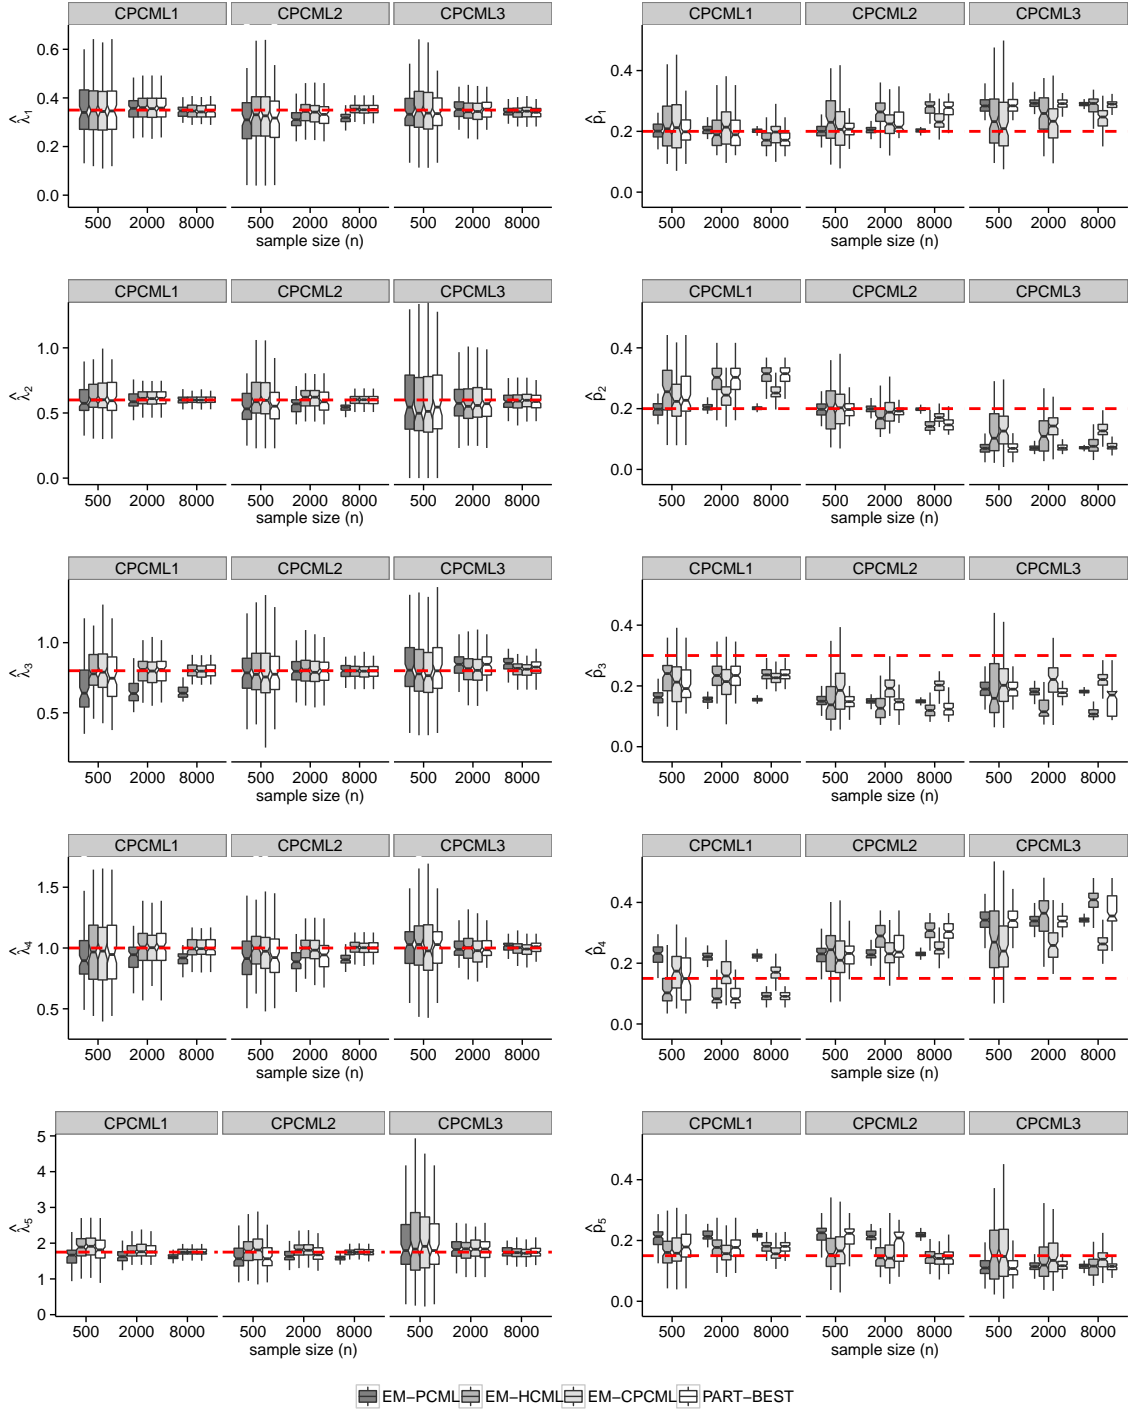 CPCML1 CPCML2 CPCML3
λ̂1
0.6
0.4
0.2
0.0
500 2000 8000 500 2000 8000 500 2000 8000
sample size (n)
CPCML1 CPCML2 CPCML3
p̂1
0.4
0.2
0.0
500 2000 8000 500 2000 8000 500 2000 8000
sample size (n)
CPCML1 CPCML2 CPCML3
λ̂2
1.0
0.5
0.0
500 2000 8000 500 2000 8000 500 2000 8000
sample size (n)
CPCML1 CPCML2 CPCML3
p̂2
0.4
0.2
0.0
500 2000 8000 500 2000 8000 500 2000 8000
sample size (n)
CPCML1 CPCML2 CPCML3
λ̂3
1.0
0.5
500 2000 8000 500 2000 8000 500 2000 8000
sample size (n)
CPCML1 CPCML2 CPCML3
p̂3
0.4
0.2
0.0
500 2000 8000 500 2000 8000 500 2000 8000
sample size (n)
CPCML1 CPCML2 CPCML3
λ̂4
1.5
1.0
0.5
500 2000 8000 500 2000 8000 500 2000 8000
sample size (n)
CPCML1 CPCML2 CPCML3
p̂4
0.4
0.2
0.0
500 2000 8000 500 2000 8000 500 2000 8000
sample size (n)
CPCML1 CPCML2 CPCML3
λ̂5
5
4
3
2
1
0
500 2000 8000 500 2000 8000 500 2000 8000
sample size (n)
CPCML1 CPCML2 CPCML3
p̂5
0.4
0.2
0.0
500 2000 8000 500 2000 8000 500 2000 8000
sample size (n)
EM−PCML EM−HCML EM−CPCML PART−BEST